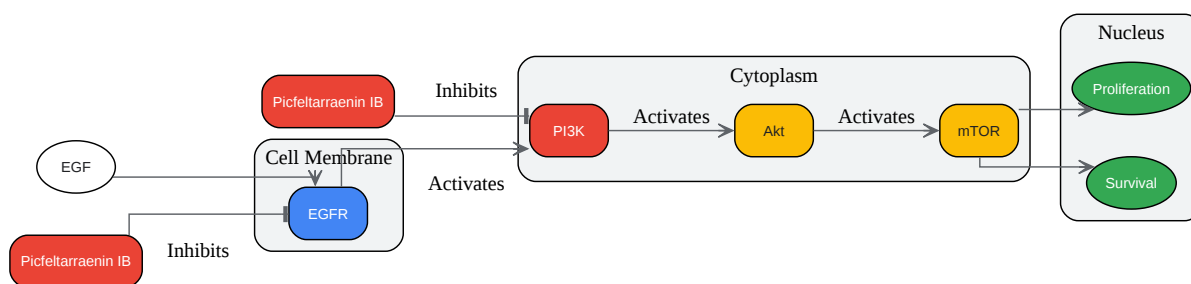 Nucleus
Cytoplasm
Proliferation
Picfeltarraenin IB
Inhibits
PI3K
Activates
Akt
Activates
mTOR
Cell Membrane
EGF
Activates
Survival
EGFR
Picfeltarraenin IB
Inhibits